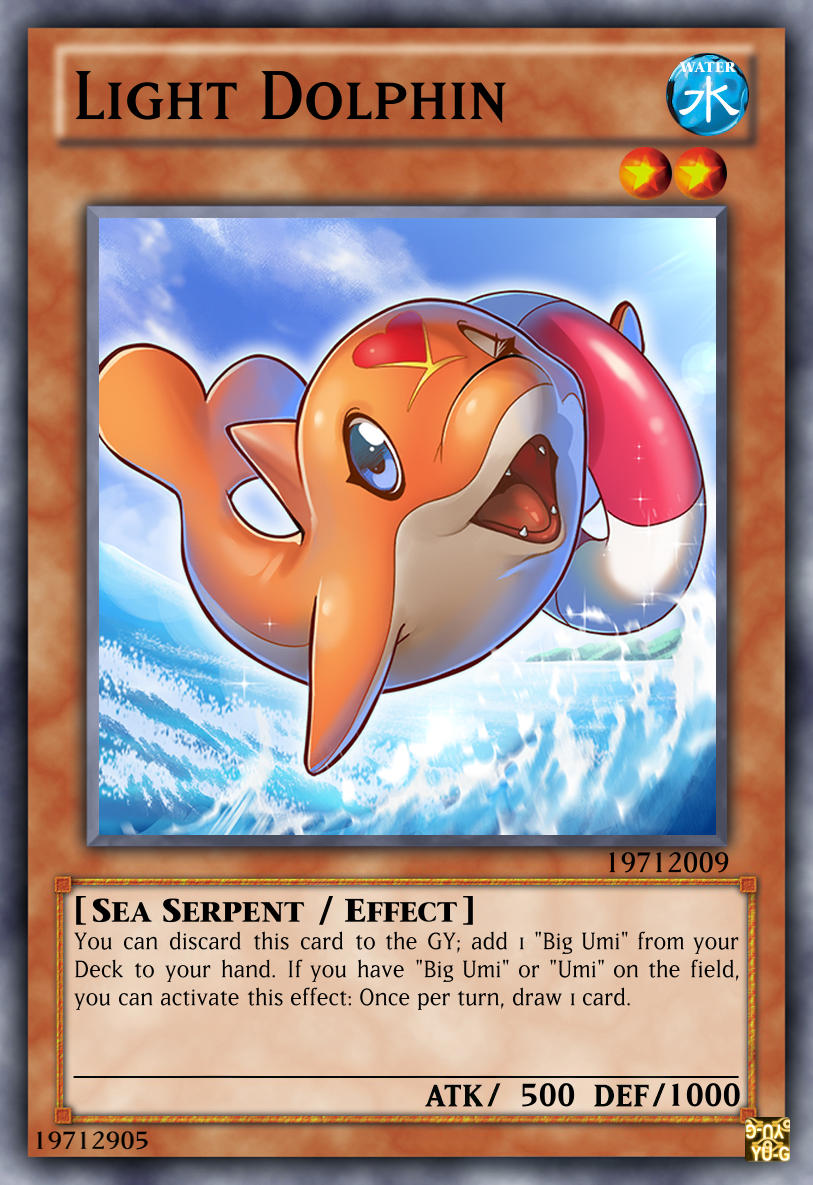 Light Dolphin
WATER
水
19712009
[Sea Serpent / Effect]
You can discard this card to the GY; add 1 "Big Umi" from your
Deck to your hand. If you have "Big Umi" or "Umi" on the field,
you can activate this effect: Once per turn, draw 1 card.
ATK/ 500 DEF/1000
19712905